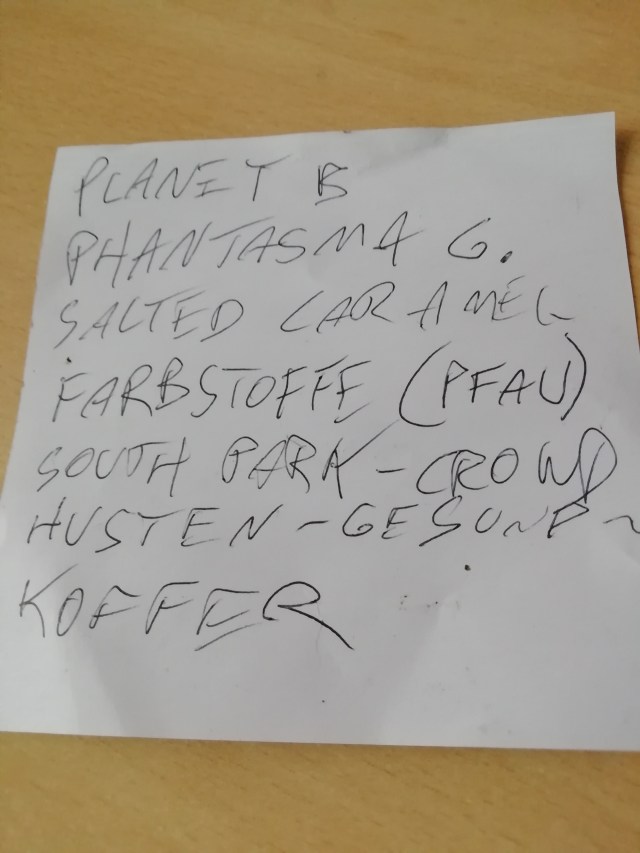 PLANET B
PHANTASMA G.
SALTED CARAMEL
FARBSTOFFE (PFAU)
SOUTH PARK - CROWD
HUSTEN - GESUND -
KOFFER